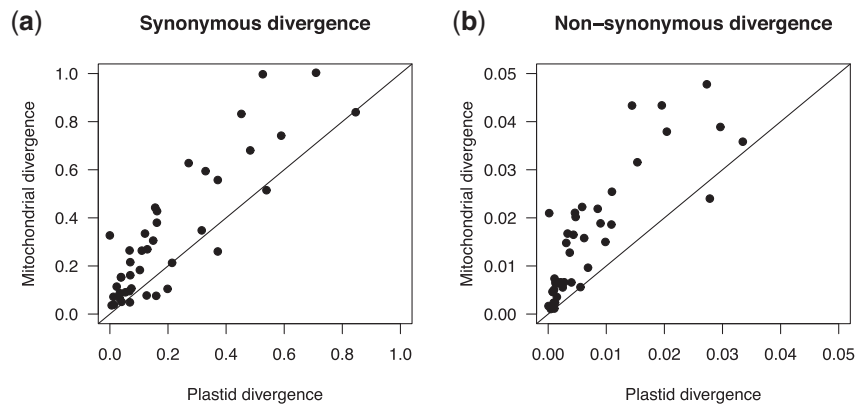 (a) Synonymous divergence
Mitochondrial divergence
1.0
0.8
0.6
0.4
0.2
0.0
0.0 0.2 0.4 0.6 0.8 1.0
Plastid divergence
(b) Non−synonymous divergence
Mitochondrial divergence
0.05
0.04
0.03
0.02
0.01
0.00
0.00 0.01 0.02 0.03 0.04 0.05
Plastid divergence